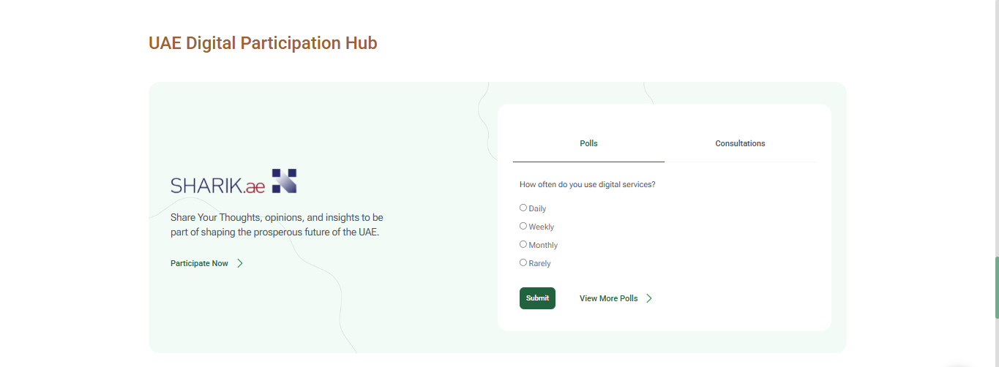 UAE Digital Participation Hub
SHARIK.ae
Share Your Thoughts, opinions, and insights to be
part of shaping the prosperous future of the UAE.
Participate Now
Polls
Consultations
How often do you use digital services?
Daily
Weekly
Monthly
Rarely
Submit
View More Polls